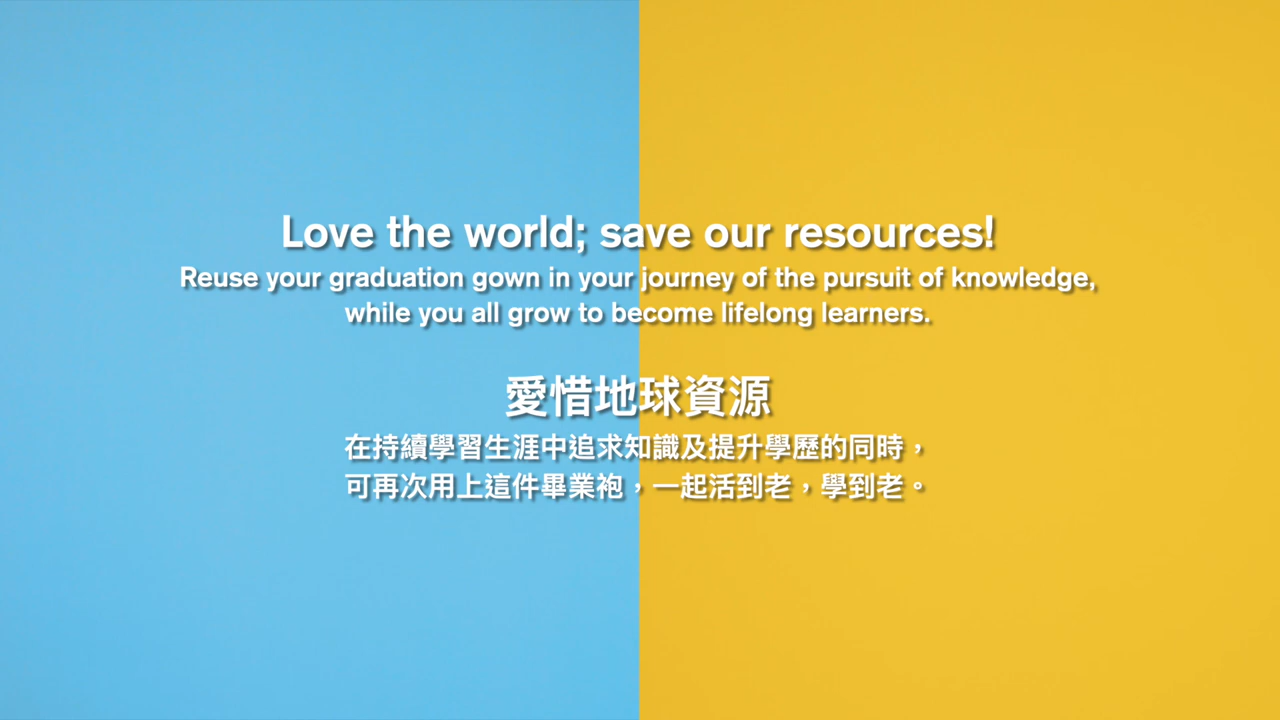 Love the world; save our resources!
Reuse your graduation gown in your journey of the pursuit of knowledge,
while you all grow to become lifelong learners.
愛惜地球資源
在持續學習生涯中追求知識及提升學歷的同時，
可再次用上這件畢業袍，一起活到老，學到老。